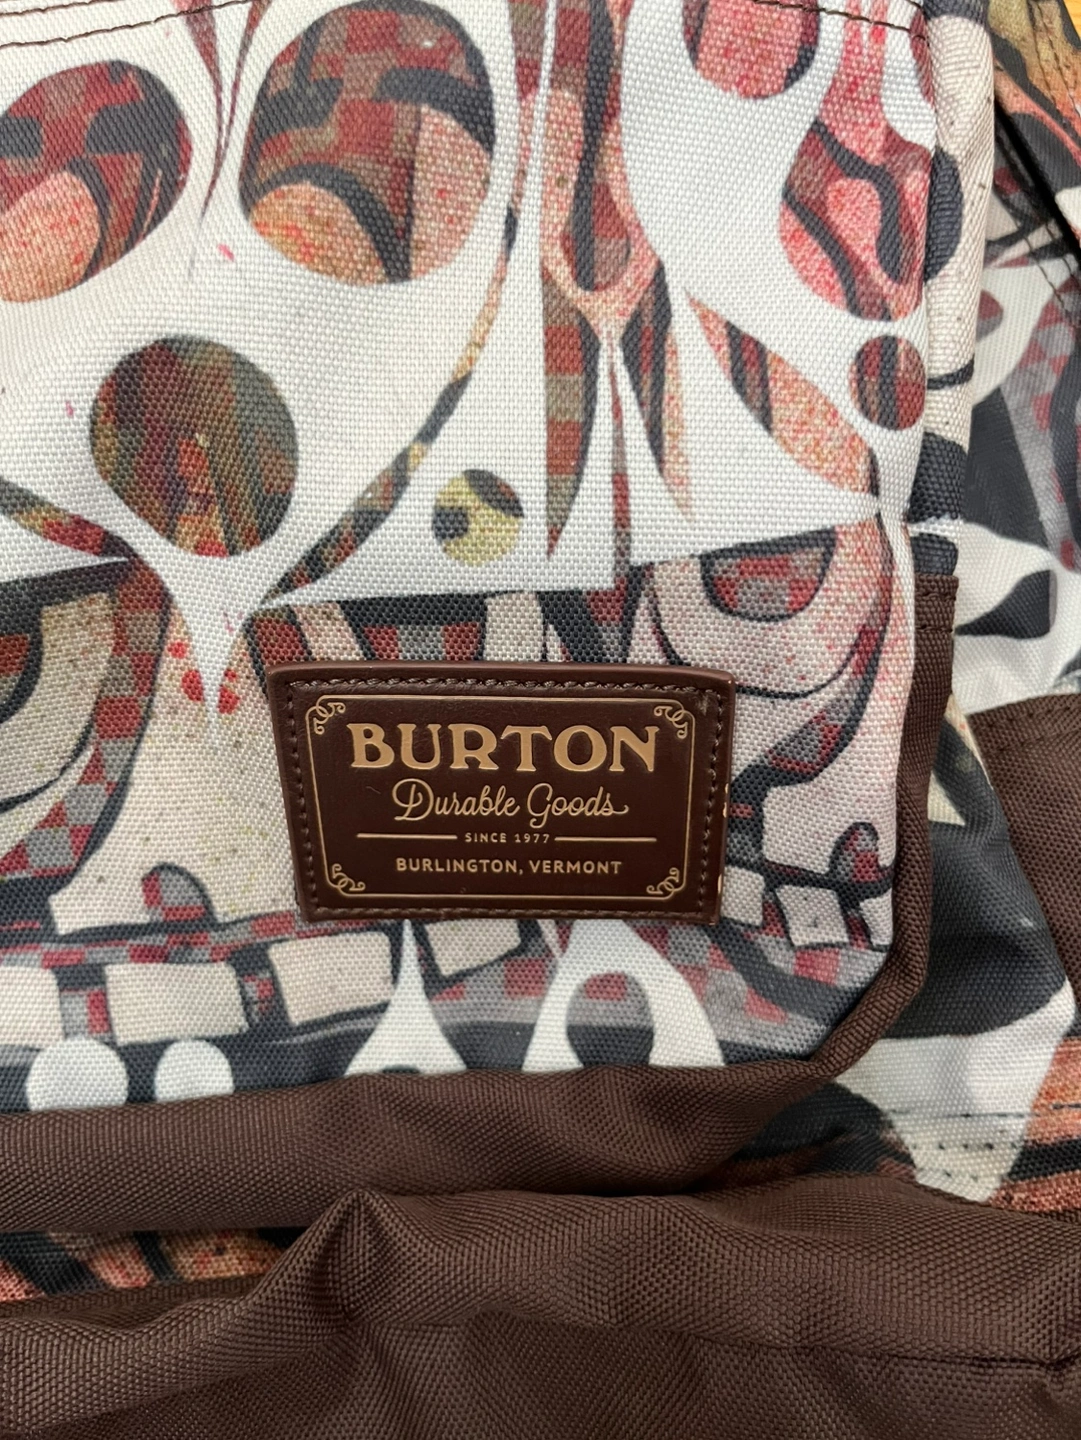 BURTON
Durable Goods
SINCE 1977
BURLINGTON, VERMONT